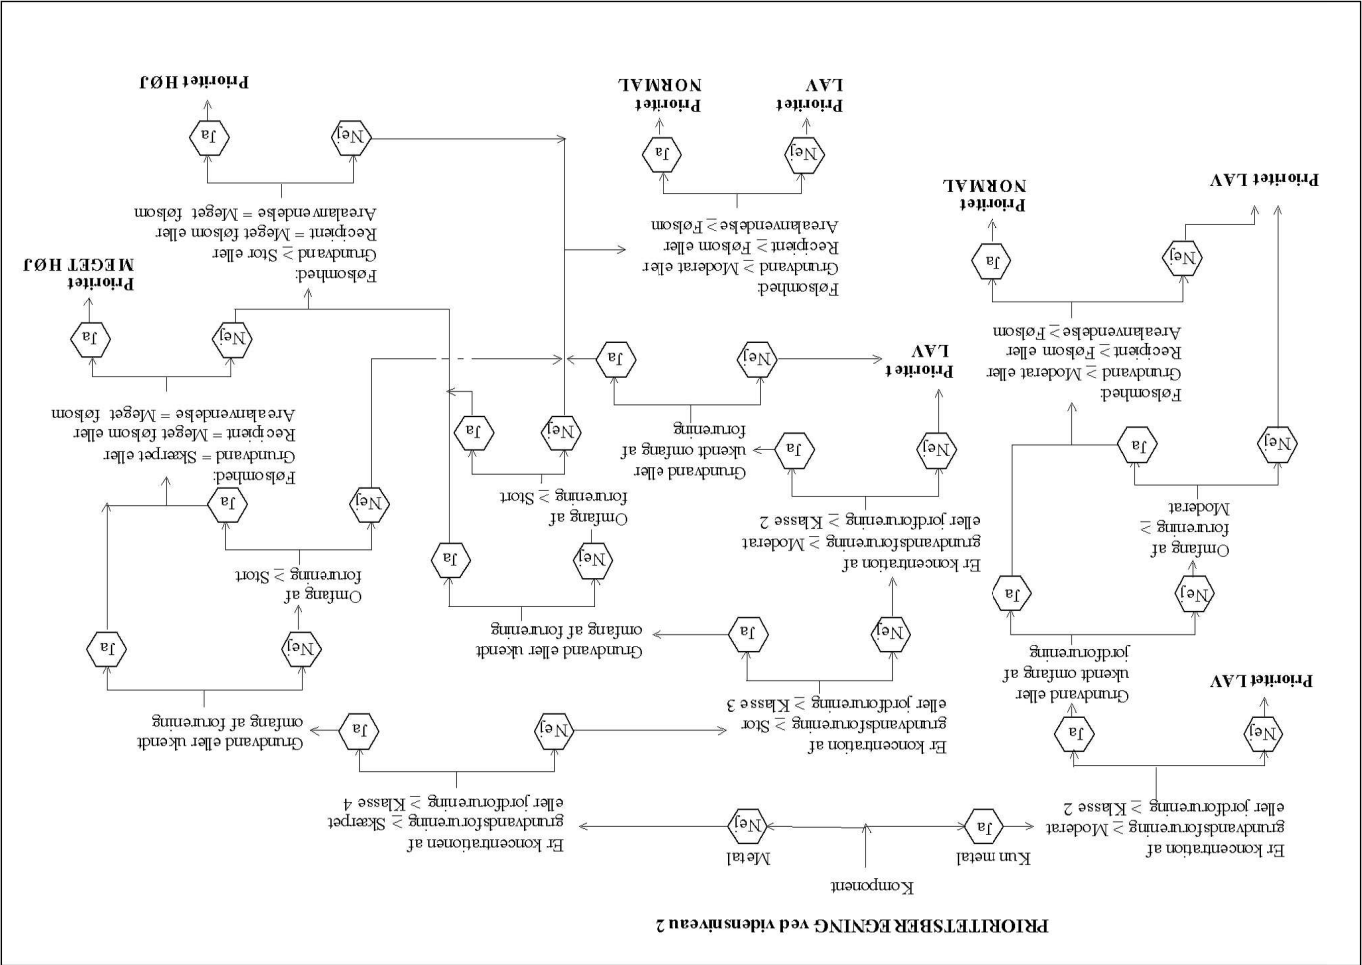 PRIORITETSBEREGNING ved vidensniveau 2
Komponent
Kun metal
Ja
Metal
Nej
Er koncentration af
grundvandsforurening ≥ Moderat
eller jordforurening ≥ Klasse 2
Nej
Ja
Prioritet LAV
Grundvand eller
ukendt omfang af
jordforurening
Nej
Ja
Omfang af
forurening ≥
Moderat
Nej
Ja
Følsomhed:
Grundvand ≥ Moderat eller
Recipient ≥ Følsom eller
Arealanvendelse ≥ Følsom
Nej
Ja
Prioritet LAV
Prioritet
NORMAL
Er koncentrationen af
grundvandsforurening ≥ Skærpet
eller jordforurening ≥ Klasse 4
Nej
Ja
Er koncentration af
grundvandsforurening ≥ Stor
eller jordforurening ≥ Klasse 3
Nej
Ja
Er koncentration af
grundvandsforurening ≥ Moderat
eller jordforurening ≥ Klasse 2
Nej
Ja
Prioritet
LAV
Grundvand eller
ukendt omfang af
forurening
Nej
Ja
Grundvand eller ukendt
omfang af forurening
Nej
Ja
Omfang af
forurening ≥ Stort
Nej
Ja
Følsomhed:
Grundvand ≥ Moderat eller
Recipient ≥ Følsom eller
Arealanvendelse ≥ Følsom
Nej
Ja
Prioritet
LAV
Prioritet
NORMAL
Grundvand eller ukendt
omfang af forurening
Nej
Ja
Omfang af
forurening ≥ Stort
Nej
Ja
Følsomhed:
Grundvand = Skærpet eller
Recipient = Meget følsom eller
Arealanvendelse = Meget følsom
Nej
Ja
Prioritet
MEGET HØJ
Følsomhed:
Grundvand ≥ Stor eller
Recipient = Meget følsom eller
Arealanvendelse = Meget følsom
Nej
Ja
Prioritet HØJ